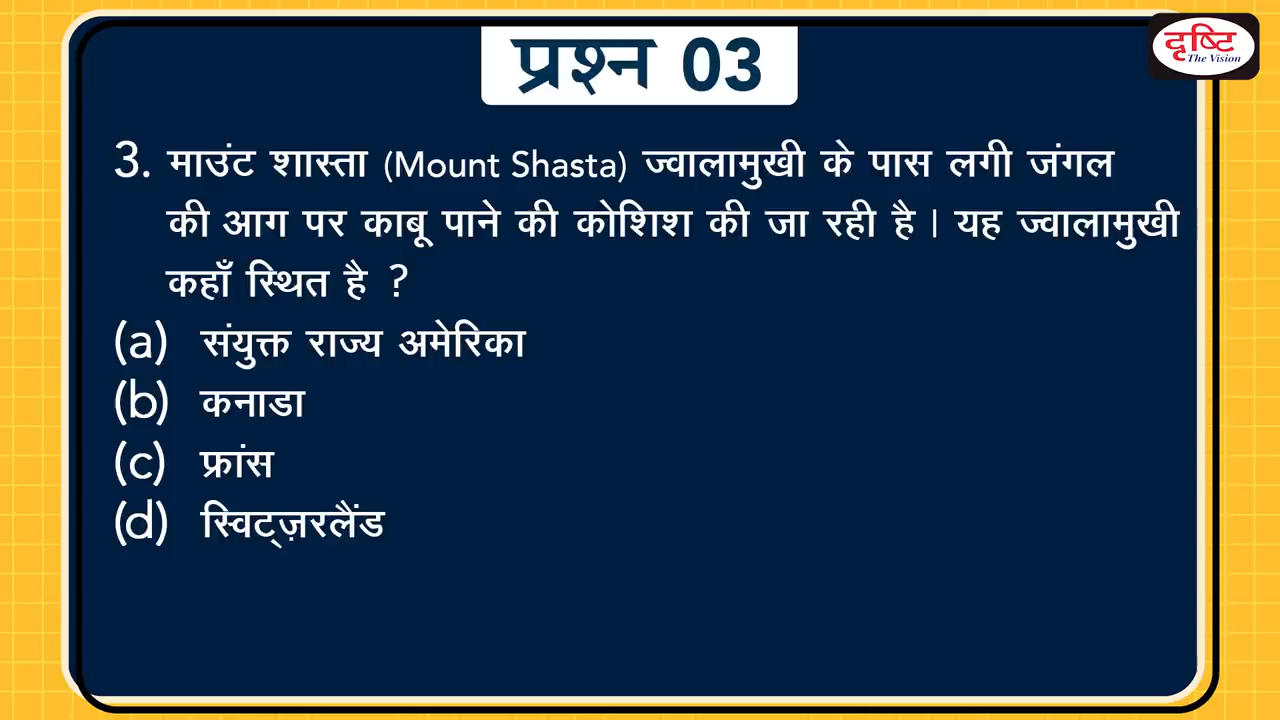 प्रश्न 03
दृष्टि
The Vision
3. माउंट शास्ता (Mount Shasta) ज्वालामुखी के पास लगी जंगल
की आग पर काबू पाने की कोशिश की जा रही है। यह ज्वालामुखी
कहाँ स्थित है ?
(a) संयुक्त राज्य अमेरिका
(b) कनाडा
(c) फ्रांस
(d) स्विट्ज़रलैंड